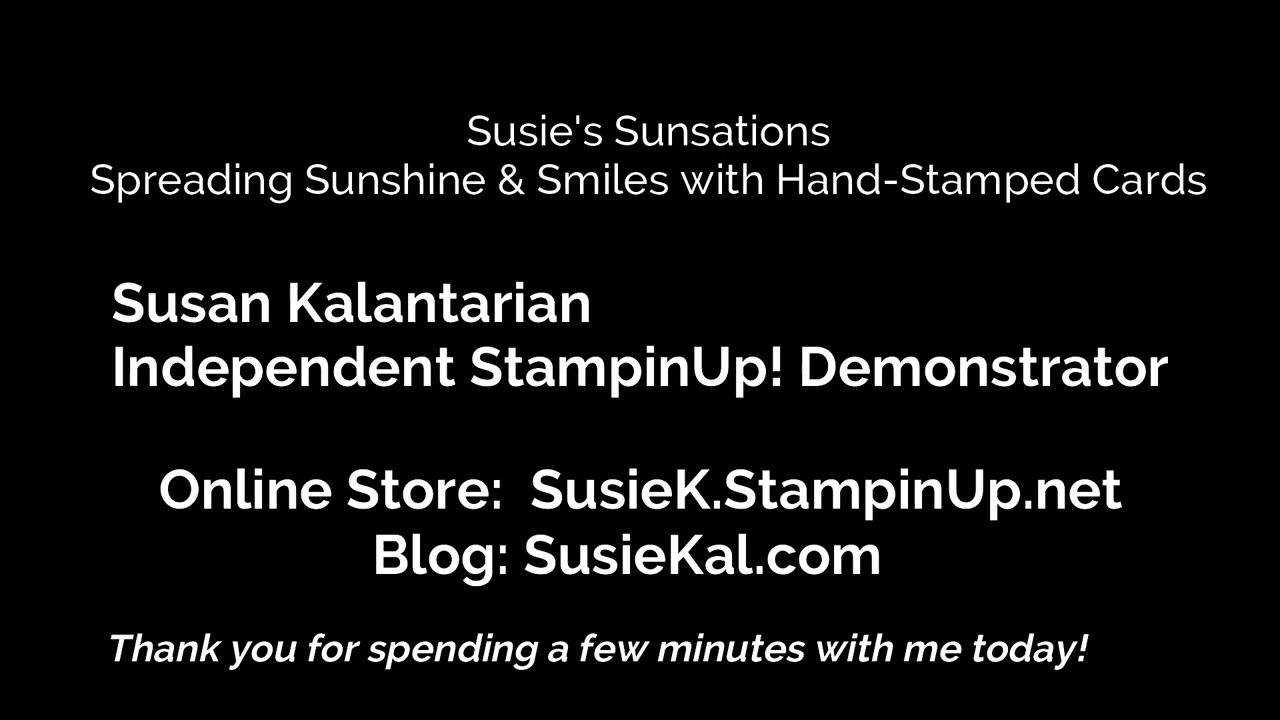 Susie's Sunsations
Spreading Sunshine & Smiles with Hand-Stamped Cards
Susan Kalantarian
Independent StampinUp! Demonstrator
Online Store:  SusieK.StampinUp.net
Blog: SusieKal.com
Thank you for spending a few minutes with me today!